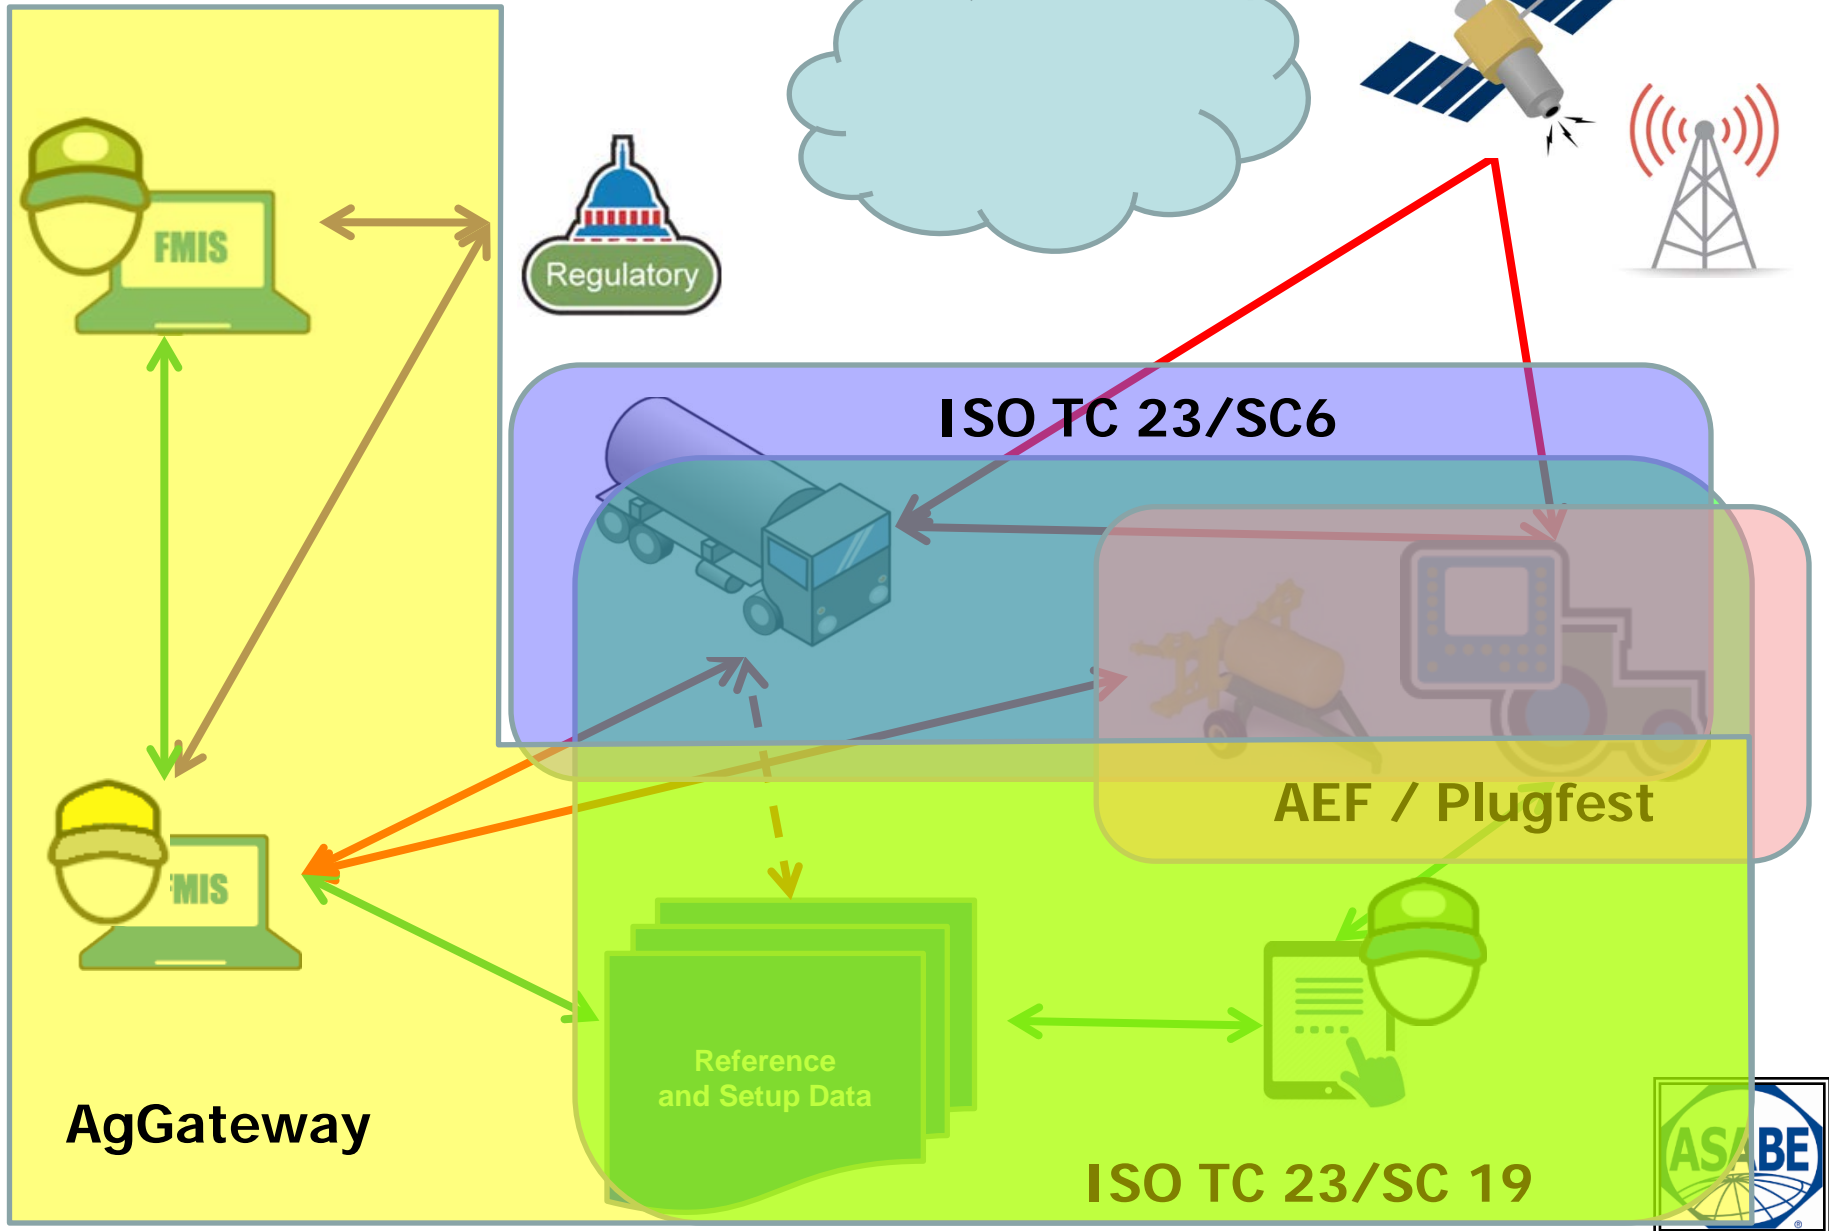 FMIS
Regulatory
ISO TC 23/SC6
AEF / Plugfest
MIS
Reference
and Setup Data
AgGateway
ISO TC 23/SC 19
ASABE
®